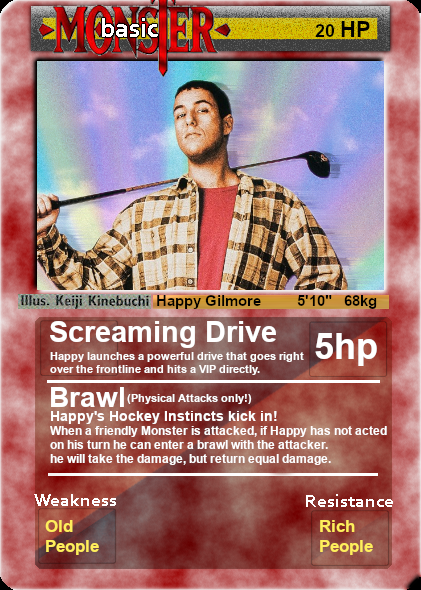 MONSTER
basic
20 HP
Illus. Keiji Kinebuchi Happy Gilmore 5'10" 68kg
Screaming Drive
Happy launches a powerful drive that goes right
over the frontline and hits a VIP directly.
5hp
Brawl (Physical Attacks only!)
Happy's Hockey Instincts kick in!
When a friendly Monster is attacked, if Happy has not acted
on his turn he can enter a brawl with the attacker.
he will take the damage, but return equal damage.
Weakness
Old
People
Resistance
Rich
People